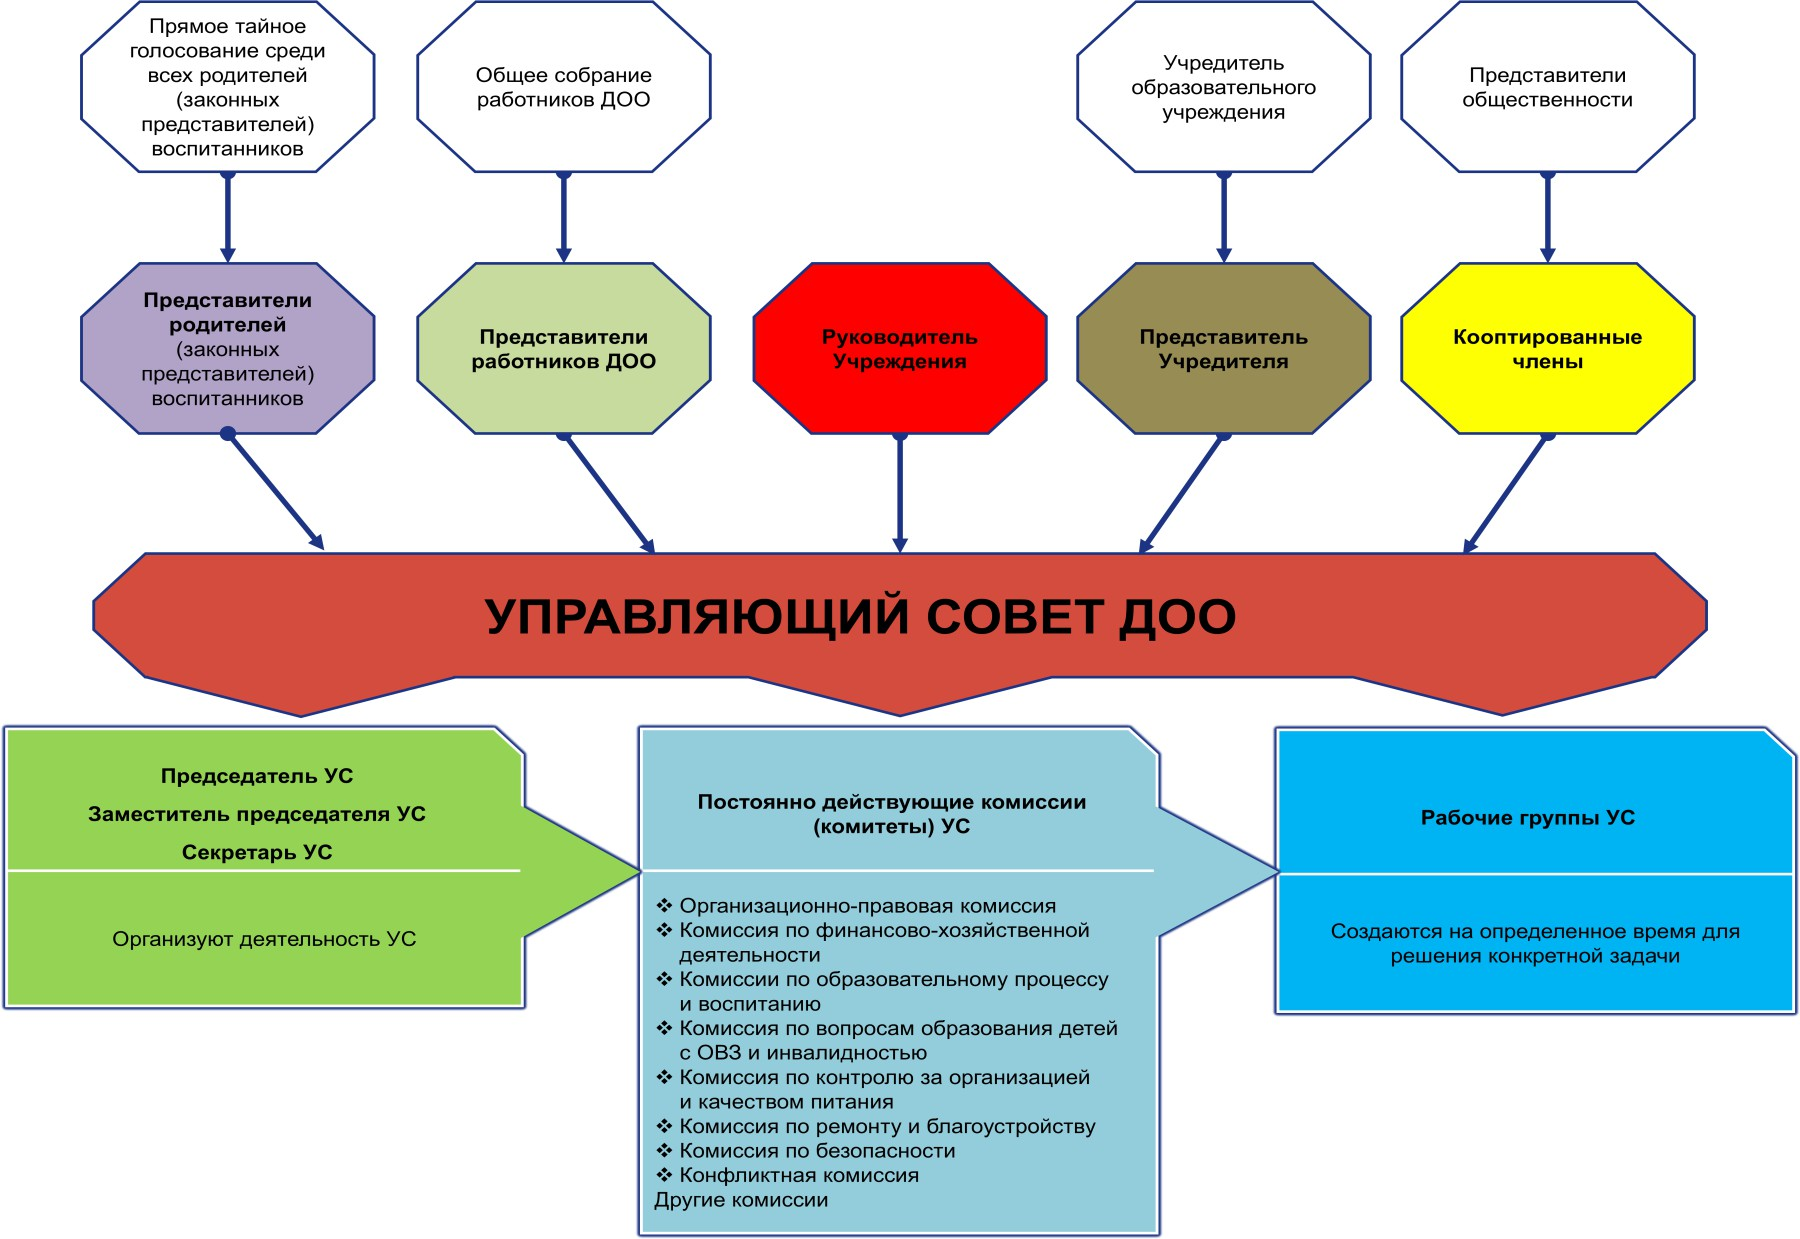 Прямое тайное
голосование среди
всех родителей
(законных
представителей)
воспитанников
Общее собрание
работников ДОО
Учредитель
образовательного
учреждения
Представители
общественности
Представители
родителей
(законных
представителей)
воспитанников
Представители
работников ДОО
Руководитель
Учреждения
Представитель
Учредителя
Кооптированные
члены
УПРАВЛЯЮЩИЙ СОВЕТ ДОО
Председатель УС
Заместитель председателя УС
Секретарь УС
Организуют деятельность УС
Постоянно действующие комиссии
(комитеты) УС
❖ Организационно-правовая комиссия
❖ Комиссия по финансово-хозяйственной
деятельности
❖ Комиссии по образовательному процессу
и воспитанию
❖ Комиссия по вопросам образования детей
с ОВЗ и инвалидностью
❖ Комиссия по контролю за организацией
и качеством питания
❖ Комиссия по ремонту и благоустройству
❖ Комиссия по безопасности
❖ Конфликтная комиссия
Другие комиссии
Рабочие группы УС
Создаются на определенное время для
решения конкретной задачи